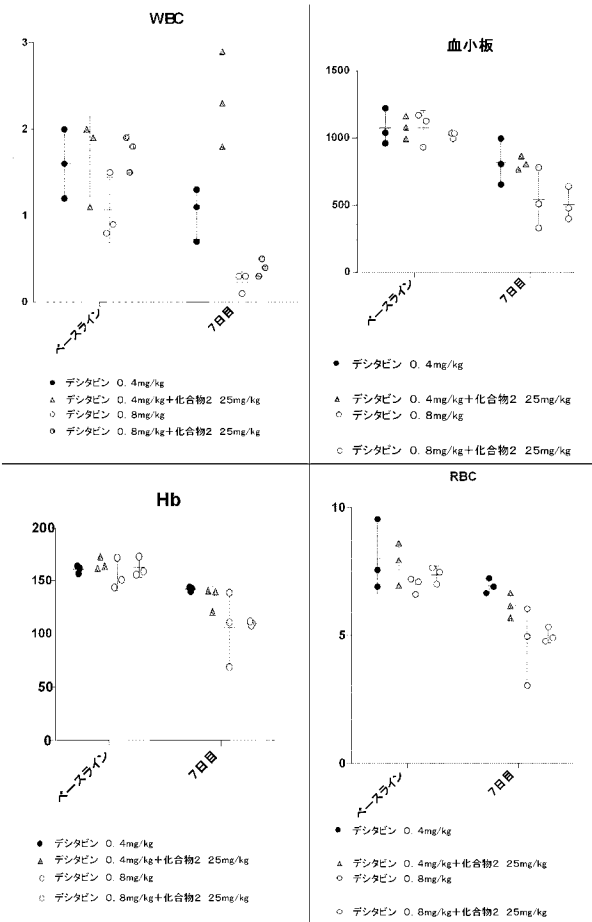 WBC
3
2
1
0
ベースライン
7日目
● デシタビン 0.4mg/kg
△ デシタビン 0.4mg/kg+化合物2 25mg/kg
○ デシタビン 0.8mg/kg
○ デシタビン 0.8mg/kg+化合物2 25mg/kg
血小板
1500
1000
500
0
ベースライン
7日目
● デシタビン 0.4mg/kg
△ デシタビン 0.4mg/kg+化合物2 25mg/kg
○ デシタビン 0.8mg/kg
○ デシタビン 0.8mg/kg+化合物2 25mg/kg
Hb
200
150
100
50
0
ベースライン
7日目
● デシタビン 0.4mg/kg
△ デシタビン 0.4mg/kg+化合物2 25mg/kg
○ デシタビン 0.8mg/kg
○ デシタビン 0.8mg/kg+化合物2 25mg/kg
RBC
10
5
0
ベースライン
7日目
● デシタビン 0.4mg/kg
△ デシタビン 0.4mg/kg+化合物2 25mg/kg
○ デシタビン 0.8mg/kg
○ デシタビン 0.8mg/kg+化合物2 25mg/kg